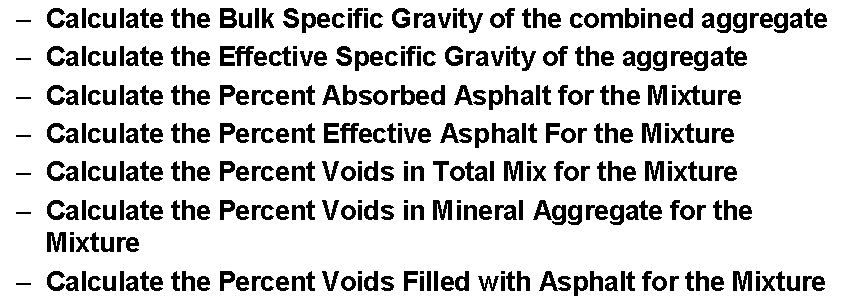 – Calculate the Bulk Specific Gravity of the combined aggregate
– Calculate the Effective Specific Gravity of the aggregate
– Calculate the Percent Absorbed Asphalt for the Mixture
– Calculate the Percent Effective Asphalt For the Mixture
– Calculate the Percent Voids in Total Mix for the Mixture
– Calculate the Percent Voids in Mineral Aggregate for the
Mixture
– Calculate the Percent Voids Filled with Asphalt for the Mixture